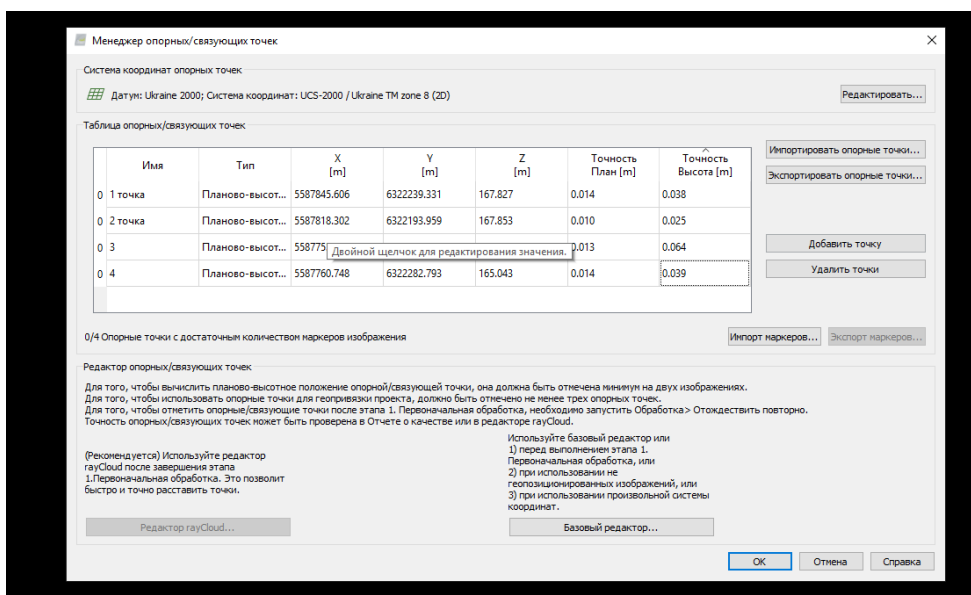 Менеджер опорных/связующих точек
Система координат опорных точек
Датум: Ukraine 2000; Система координат: UCS-2000 / Ukraine TM zone 8 (2D)
Редактировать...
Таблица опорных/связующих точек
Имя Тип X [m] Y [m] Z [m] Точность План [m] Точность Высота [m]
0 1 точка Планово-высот... 5587845.606 6322239.331 167.827 0.014 0.038
0 2 точка Планово-высот... 5587818.302 6322193.959 167.853 0.010 0.025
0 3 Планово-высот... 558775 0.013 0.064
Двойной щелчок для редактирования значения.
0 4 Планово-высот... 5587760.748 6322282.793 165.043 0.014 0.039
Импортировать опорные точки...
Экспортировать опорные точки...
Добавить точку
Удалить точки
0/4 Опорные точки с достаточным количеством маркеров изображения
Импорт маркеров... Экспорт маркеров...
Редактор опорных/связующих точек
Для того, чтобы вычислить планово-высотное положение опорной/связующей точки, она должна быть отмечена минимум на двух изображениях.
Для того, чтобы использовать опорные точки для геопривязки проекта, должно быть отмечено не менее трех опорных точек.
Для того, чтобы отметить опорные/связующие точки после этапа 1. Первоначальная обработка, необходимо запустить Обработка> Отождествить повторно.
Точность опорных/связующих точек может быть проверена в Отчете о качестве или в редакторе rayCloud.
(Рекомендуется) Используйте редактор
rayCloud после завершения этапа
1.Первоначальная обработка. Это позволит
быстро и точно расставить точки.
Редактор rayCloud...
Используйте базовый редактор или
1) перед выполнением этапа 1.
Первоначальная обработка, или
2) при использовании не
геопозиционированных изображений, или
3) при использовании произвольной системы
координат.
Базовый редактор...
OK Отмена Справка